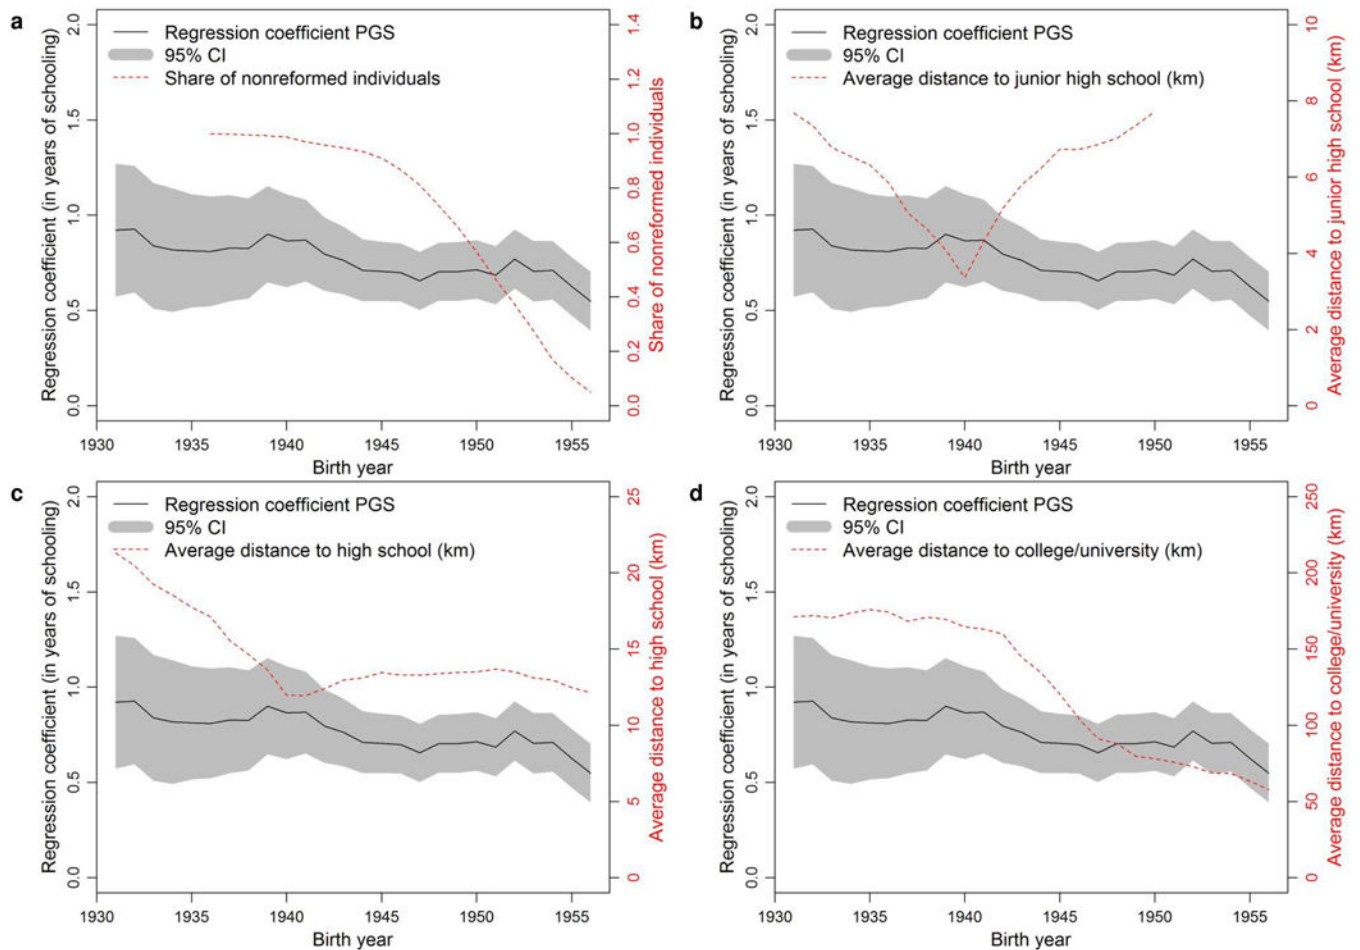 a
Regression coefficient PGS
95% CI
Share of nonreformed individuals
Regression coefficient (in years of schooling)
0.0 0.5 1.0 1.5 2.0
Share of nonreformed individuals
0.0 0.2 0.4 0.6 0.8 1.0 1.2 1.4
1930 1935 1940 1945 1950 1955
Birth year
b
Regression coefficient PGS
95% CI
Average distance to junior high school (km)
Regression coefficient (in years of schooling)
0.0 0.5 1.0 1.5 2.0
Average distance to junior high school (km)
0 2 4 6 8 10
1930 1935 1940 1945 1950 1955
Birth year
c
Regression coefficient PGS
95% CI
Average distance to high school (km)
Regression coefficient (in years of schooling)
0.0 0.5 1.0 1.5 2.0
Average distance to high school (km)
0 5 10 15 20 25
1930 1935 1940 1945 1950 1955
Birth year
d
Regression coefficient PGS
95% CI
Average distance to college/university (km)
Regression coefficient (in years of schooling)
0.0 0.5 1.0 1.5 2.0
Average distance to college/university (km)
0 50 100 150 200 250
1930 1935 1940 1945 1950 1955
Birth year